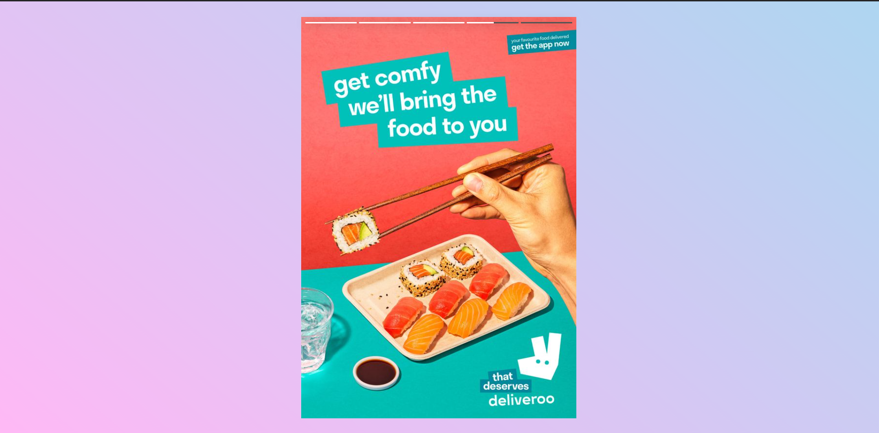 your favourite food delivered
get the app now
get comfy
we'll bring the
food to you
that
deserves
deliveroo